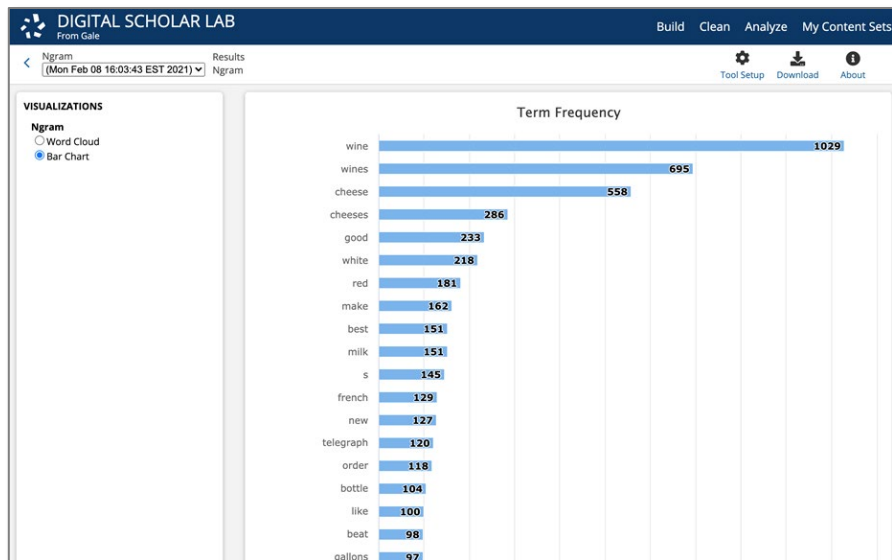 DIGITAL SCHOLAR LAB
From Gale
Build Clean Analyze My Content Sets
Ngram
(Mon Feb 08 16:03:43 EST 2021)
Results
Ngram
Tool Setup Download About
VISUALIZATIONS
Ngram
Word Cloud
Bar Chart
Term Frequency
wine 1029
wines 695
cheese 558
cheeses 286
good 233
white 218
red 181
make 162
best 151
milk 151
s 145
french 129
new 127
telegraph 120
order 118
bottle 104
like 100
beat 98
gallons 97